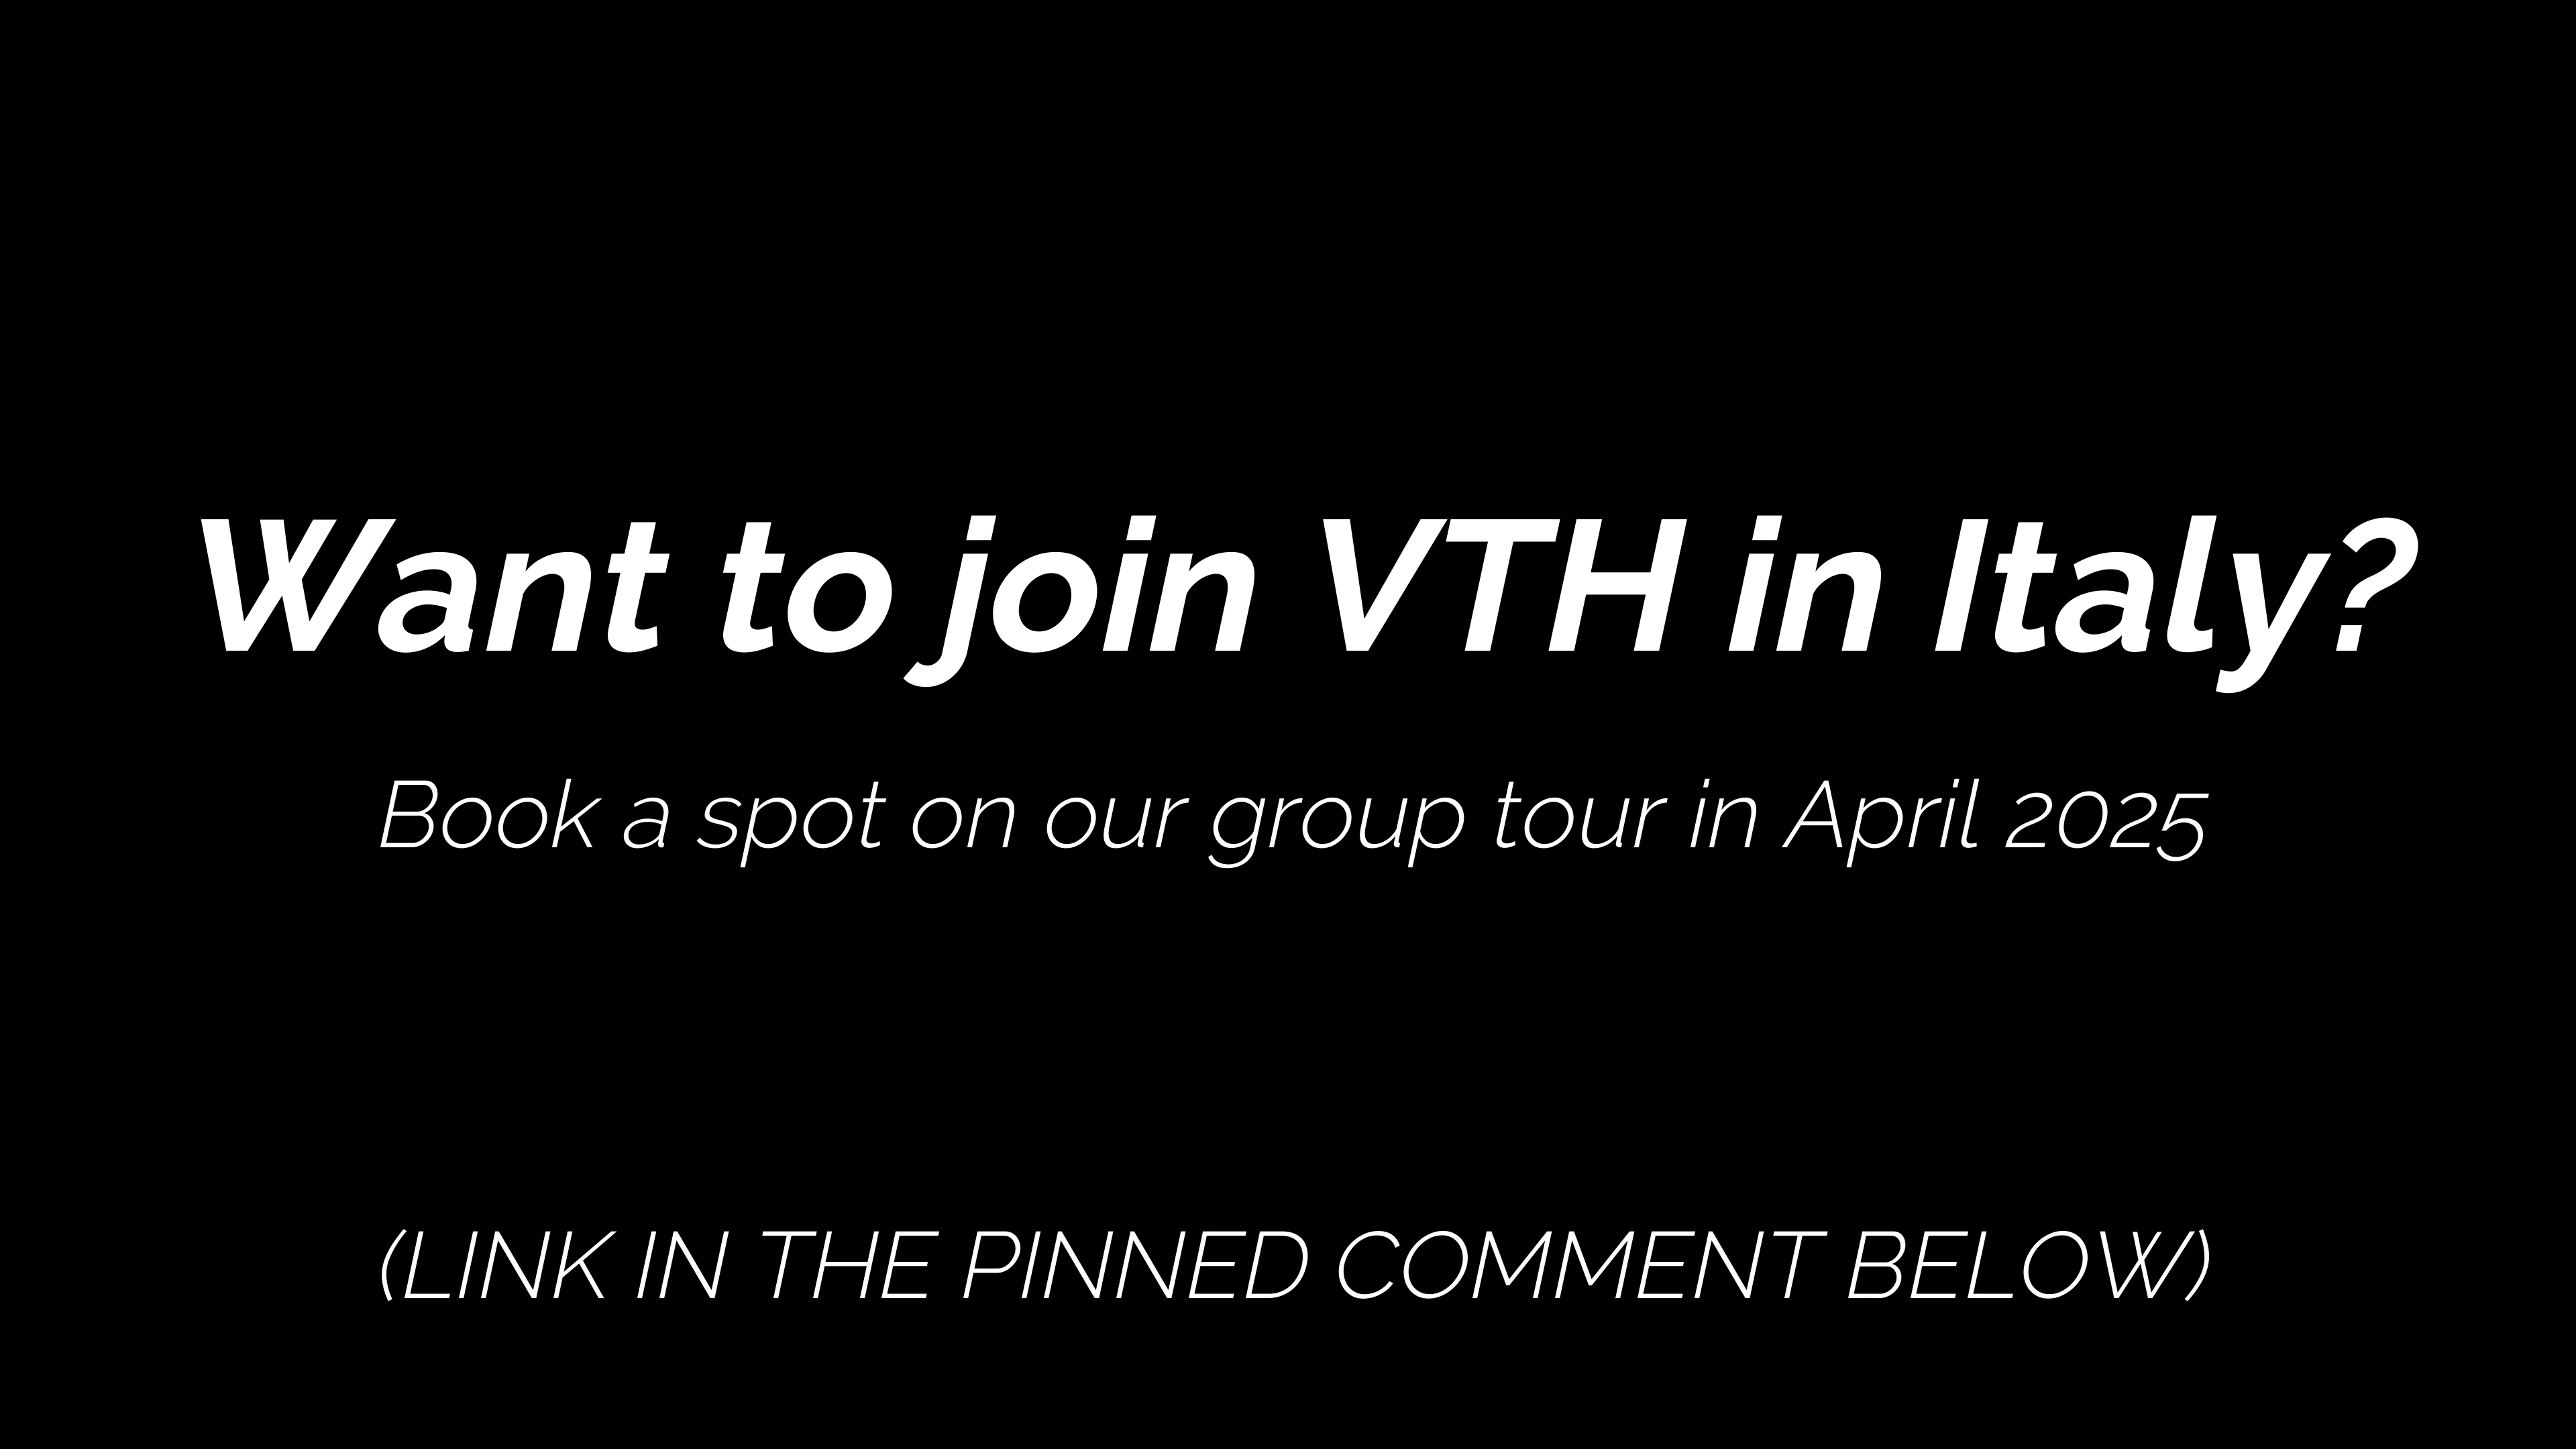 Want to join VTH in Italy?
Book a spot on our group tour in April 2025
(LINK IN THE PINNED COMMENT BELOW)